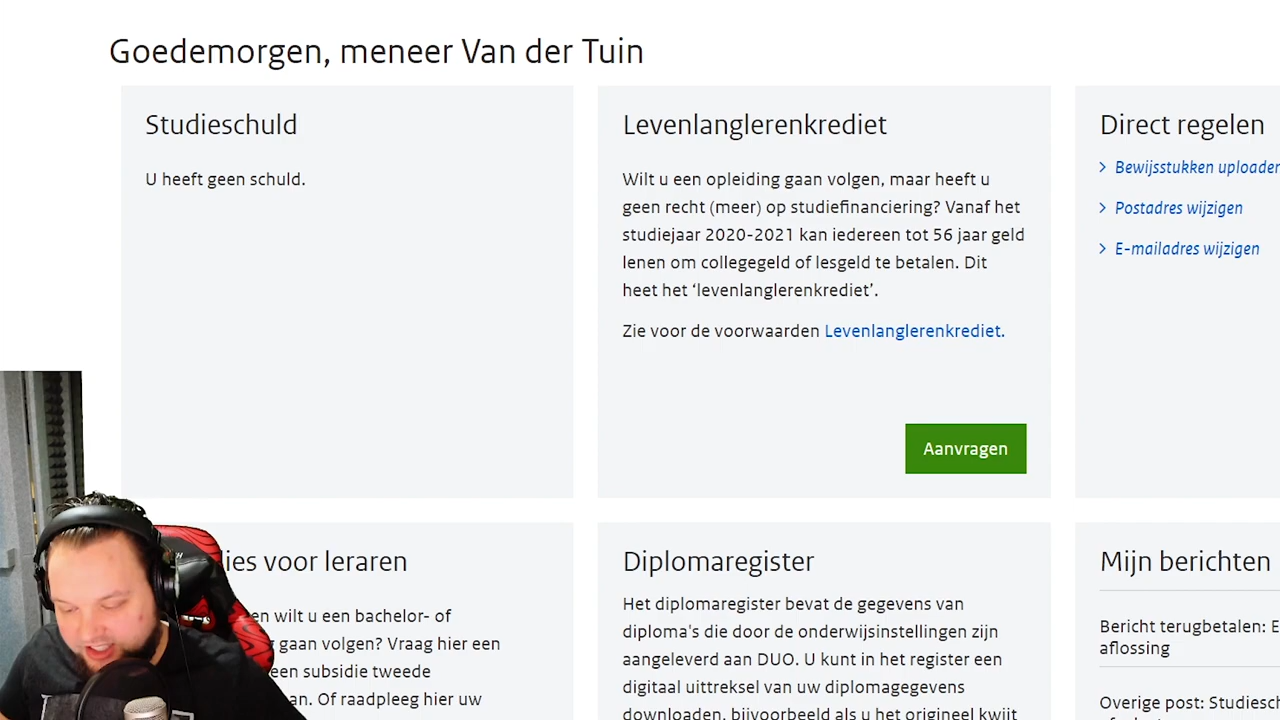 Goedemorgen, meneer Van der Tuin
Studieschuld
U heeft geen schuld.
Levenlanglerenkrediet
Wilt u een opleiding gaan volgen, maar heeft u
geen recht (meer) op studiefinanciering? Vanaf het
studiejaar 2020-2021 kan iedereen tot 56 jaar geld
lenen om collegegeld of lesgeld te betalen. Dit
heet het ‘levenlanglerenkrediet’.
Zie voor de voorwaarden Levenlanglerenkrediet.
Aanvragen
Direct regelen
Bewijsstukken uploaden
Postadres wijzigen
E-mailadres wijzigen
ies voor leraren
en wilt u een bachelor- of
gaan volgen? Vraag hier een
een subsidie tweede
an. Of raadpleeg hier uw
Diplomaregister
Het diplomaregister bevat de gegevens van
diploma's die door de onderwijsinstellingen zijn
aangeleverd aan DUO. U kunt in het register een
digitaal uittreksel van uw diplomagegevens
downloaden, bijvoorbeeld als u het origineel kwijt
Mijn berichten
Bericht terugbetalen: E
aflossing
Overige post: Studiesch